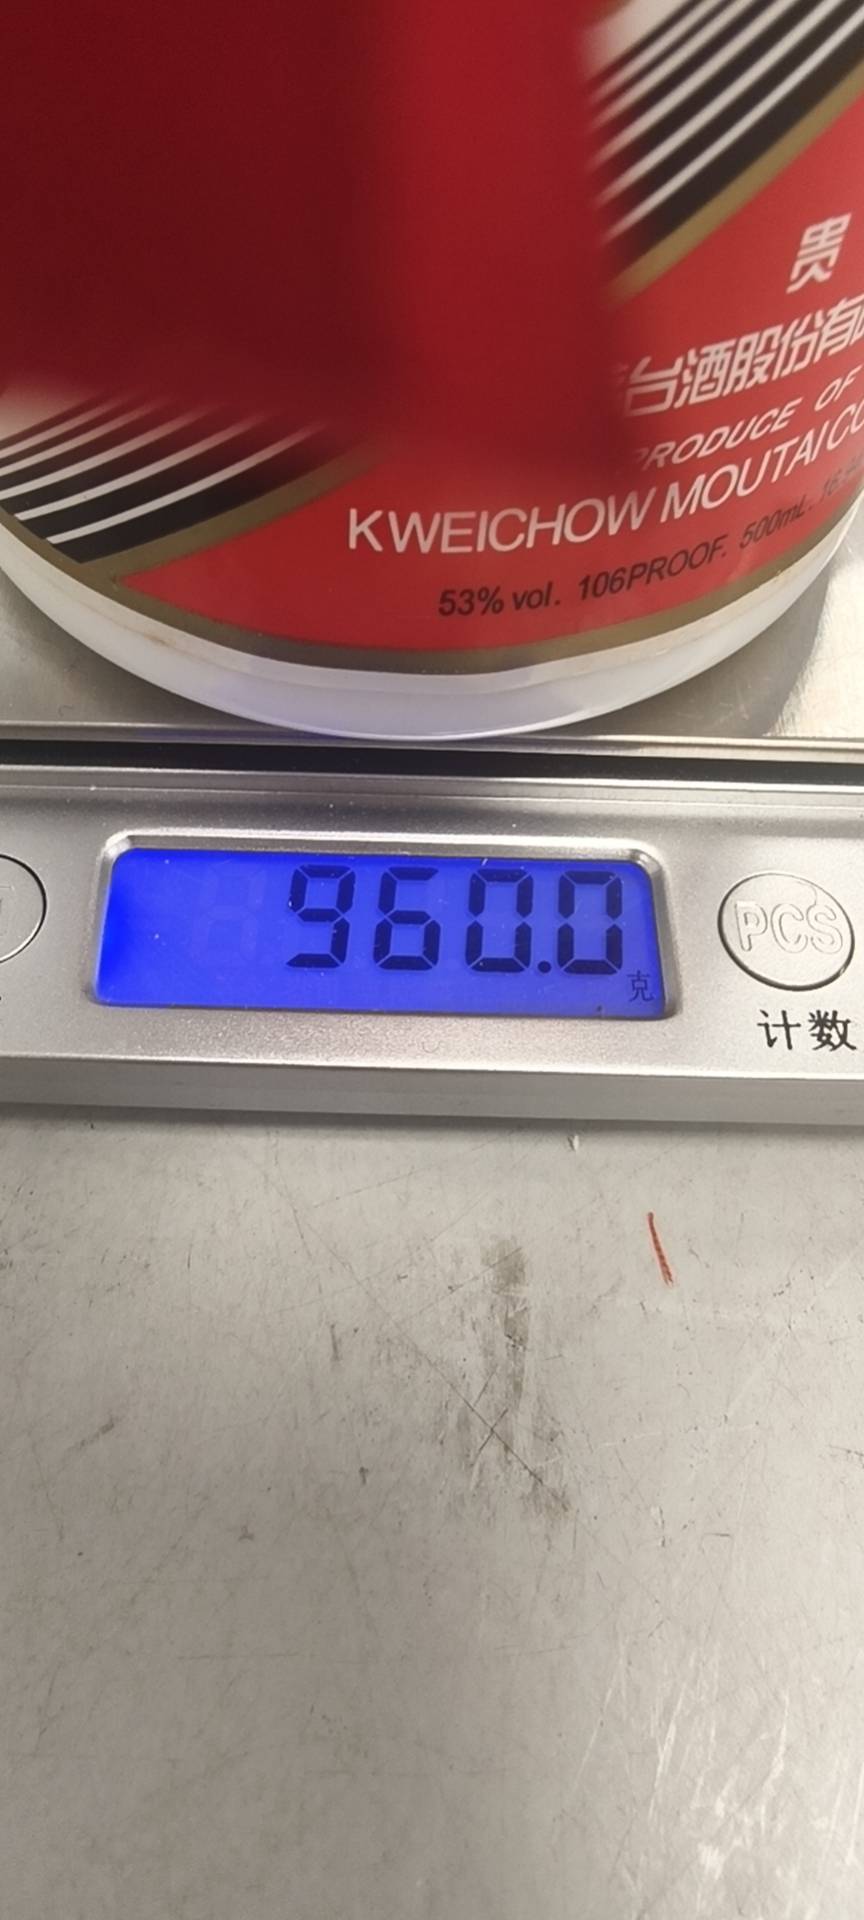 贵
台酒股份有
PRODUCE OF
KWEICHOW MOUTAI CO
53% vol. 106PROOF. 500mL.
960.0
克
PCS
计数